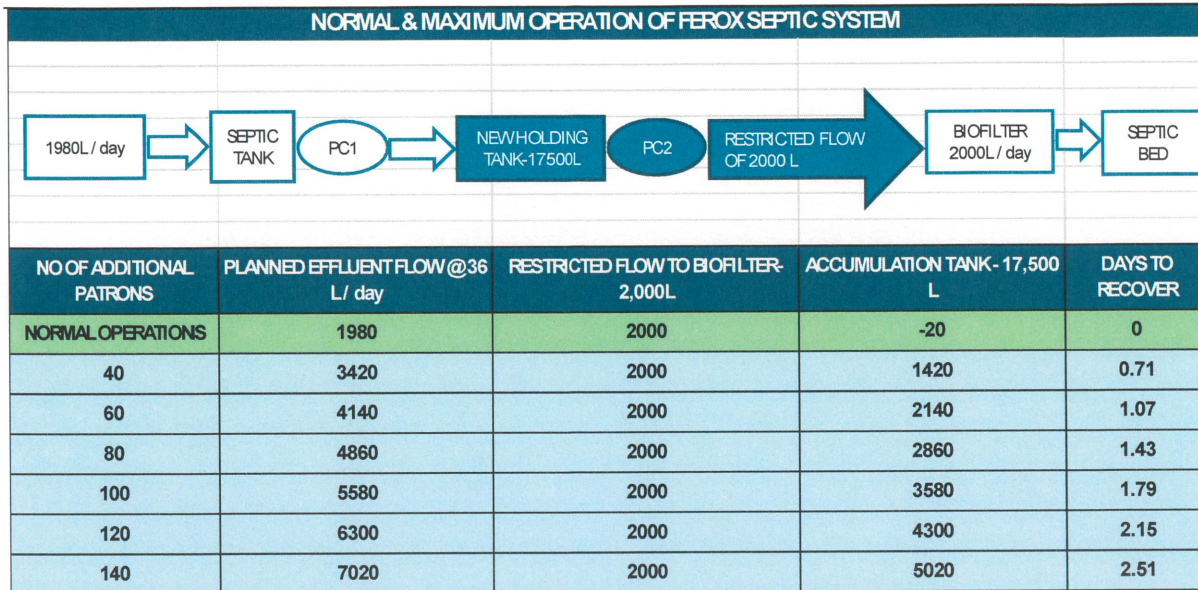 NORMAL & MAXIMUM OPERATION OF FEROX SEPTIC SYSTEM
1980L / day
SEPTIC
TANK
PC1
NEW HOLDING
TANK-17500L
PC2
RESTRICTED FLOW
OF 2000 L
BIOFILTER
2000L / day
SEPTIC
BED
NO OF ADDITIONAL
PATRONS
PLANNED EFFLUENT FLOW @36
L/ day
RESTRICTED FLOW TO BIOFILTER-
2,000L
ACCUMULATION TANK- 17,500
L
DAYS TO
RECOVER
NORMAL OPERATIONS 1980 2000 -20 0
40 3420 2000 1420 0.71
60 4140 2000 2140 1.07
80 4860 2000 2860 1.43
100 5580 2000 3580 1.79
120 6300 2000 4300 2.15
140 7020 2000 5020 2.51